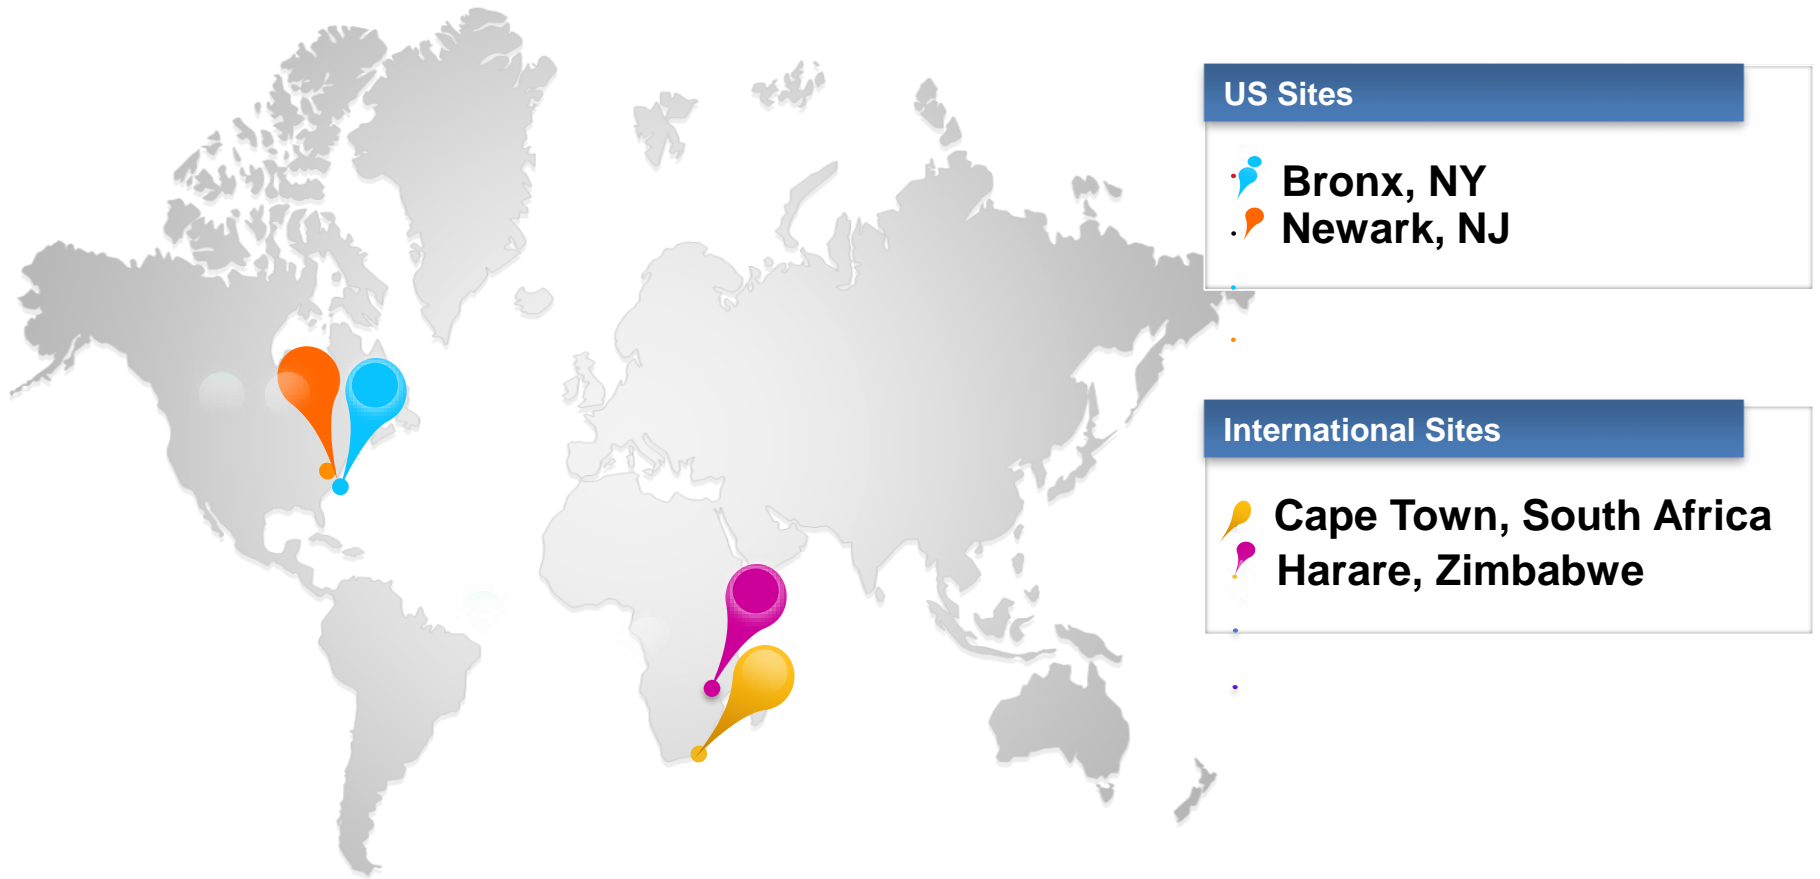 US Sites
Bronx, NY
Newark, NJ
International Sites
Cape Town, South Africa
Harare, Zimbabwe